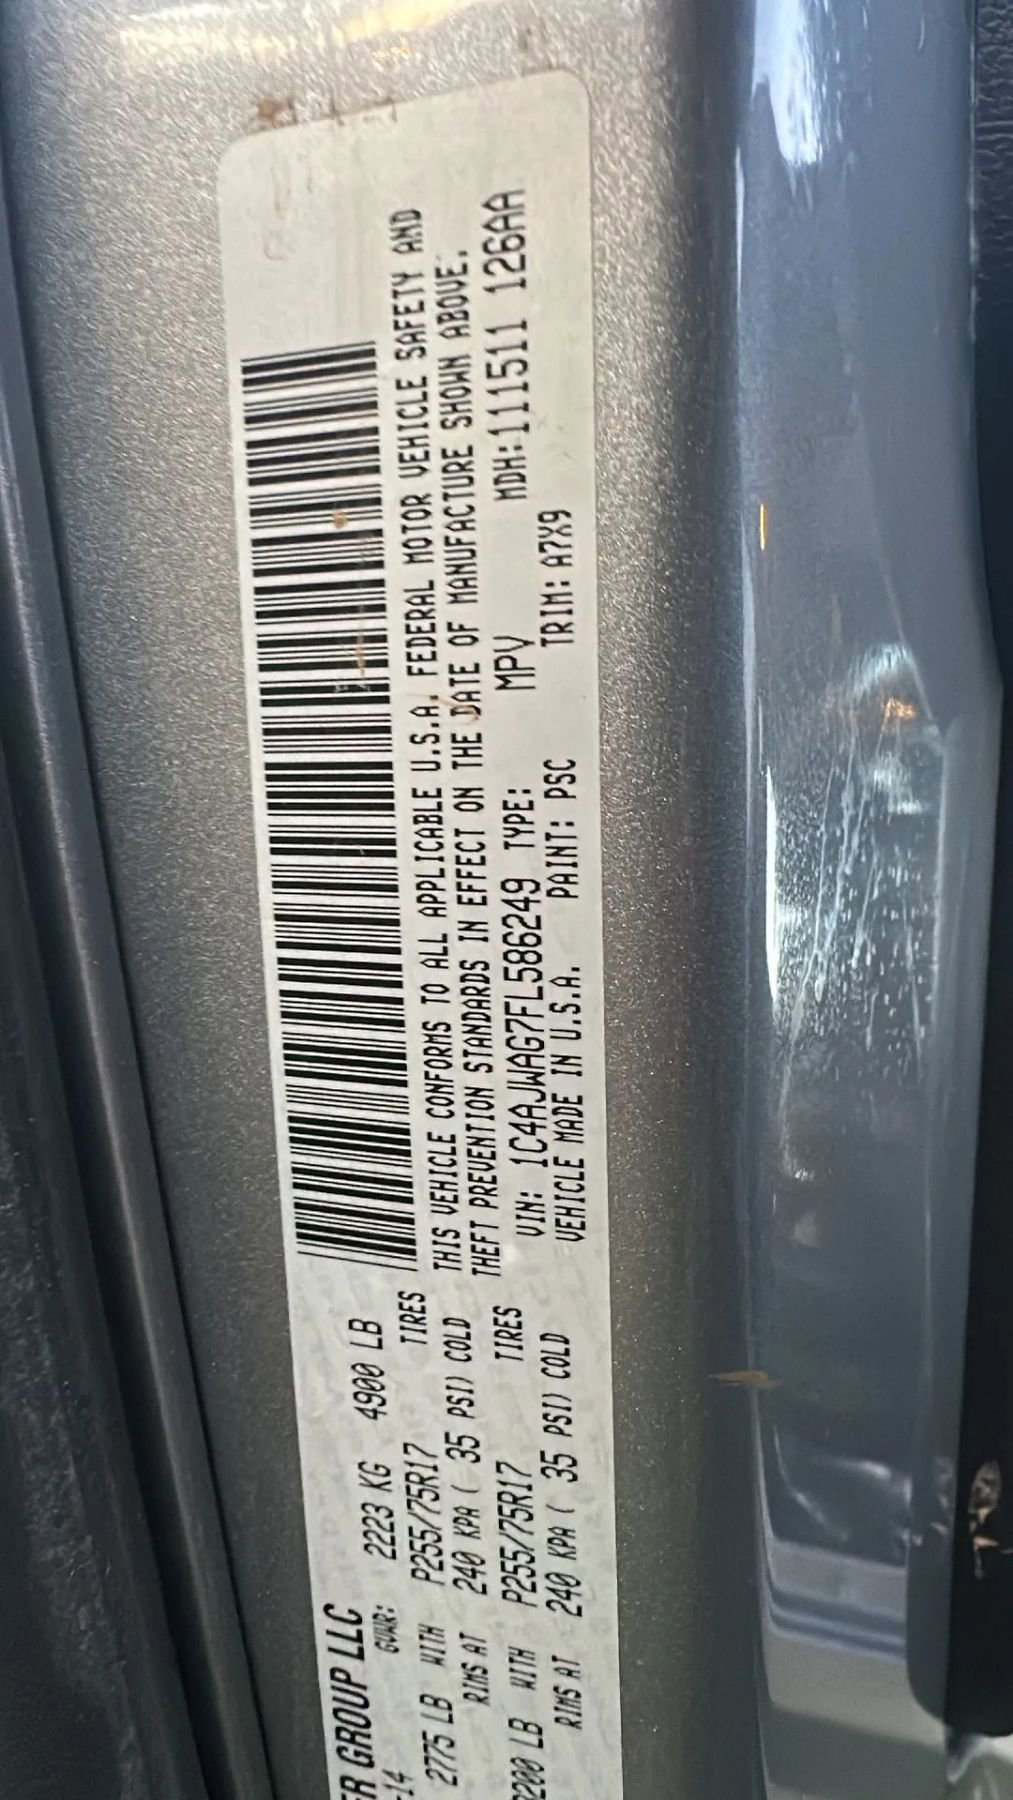 ER GROUP LLC
-14 GVWR: 2223 KG 4900 LB
2775 LB WITH P255/75R17 TIRES
RIMS AT 240 KPA ( 35 PSI) COLD
200 LB WITH P255/75R17 TIRES
RIMS AT 240 KPA ( 35 PSI) COLD
THIS VEHICLE CONFORMS TO ALL APPLICABLE U.S.A. FEDERAL MOTOR VEHICLE SAFETY AND
THEFT PREVENTION STANDARDS IN EFFECT ON THE DATE OF MANUFACTURE SHOWN ABOVE.
VIN: 1C4AJWAG7FL586249 TYPE: MPV MDH:111511 126AA
VEHICLE MADE IN U.S.A. PAINT: PSC TRIM: A7X9